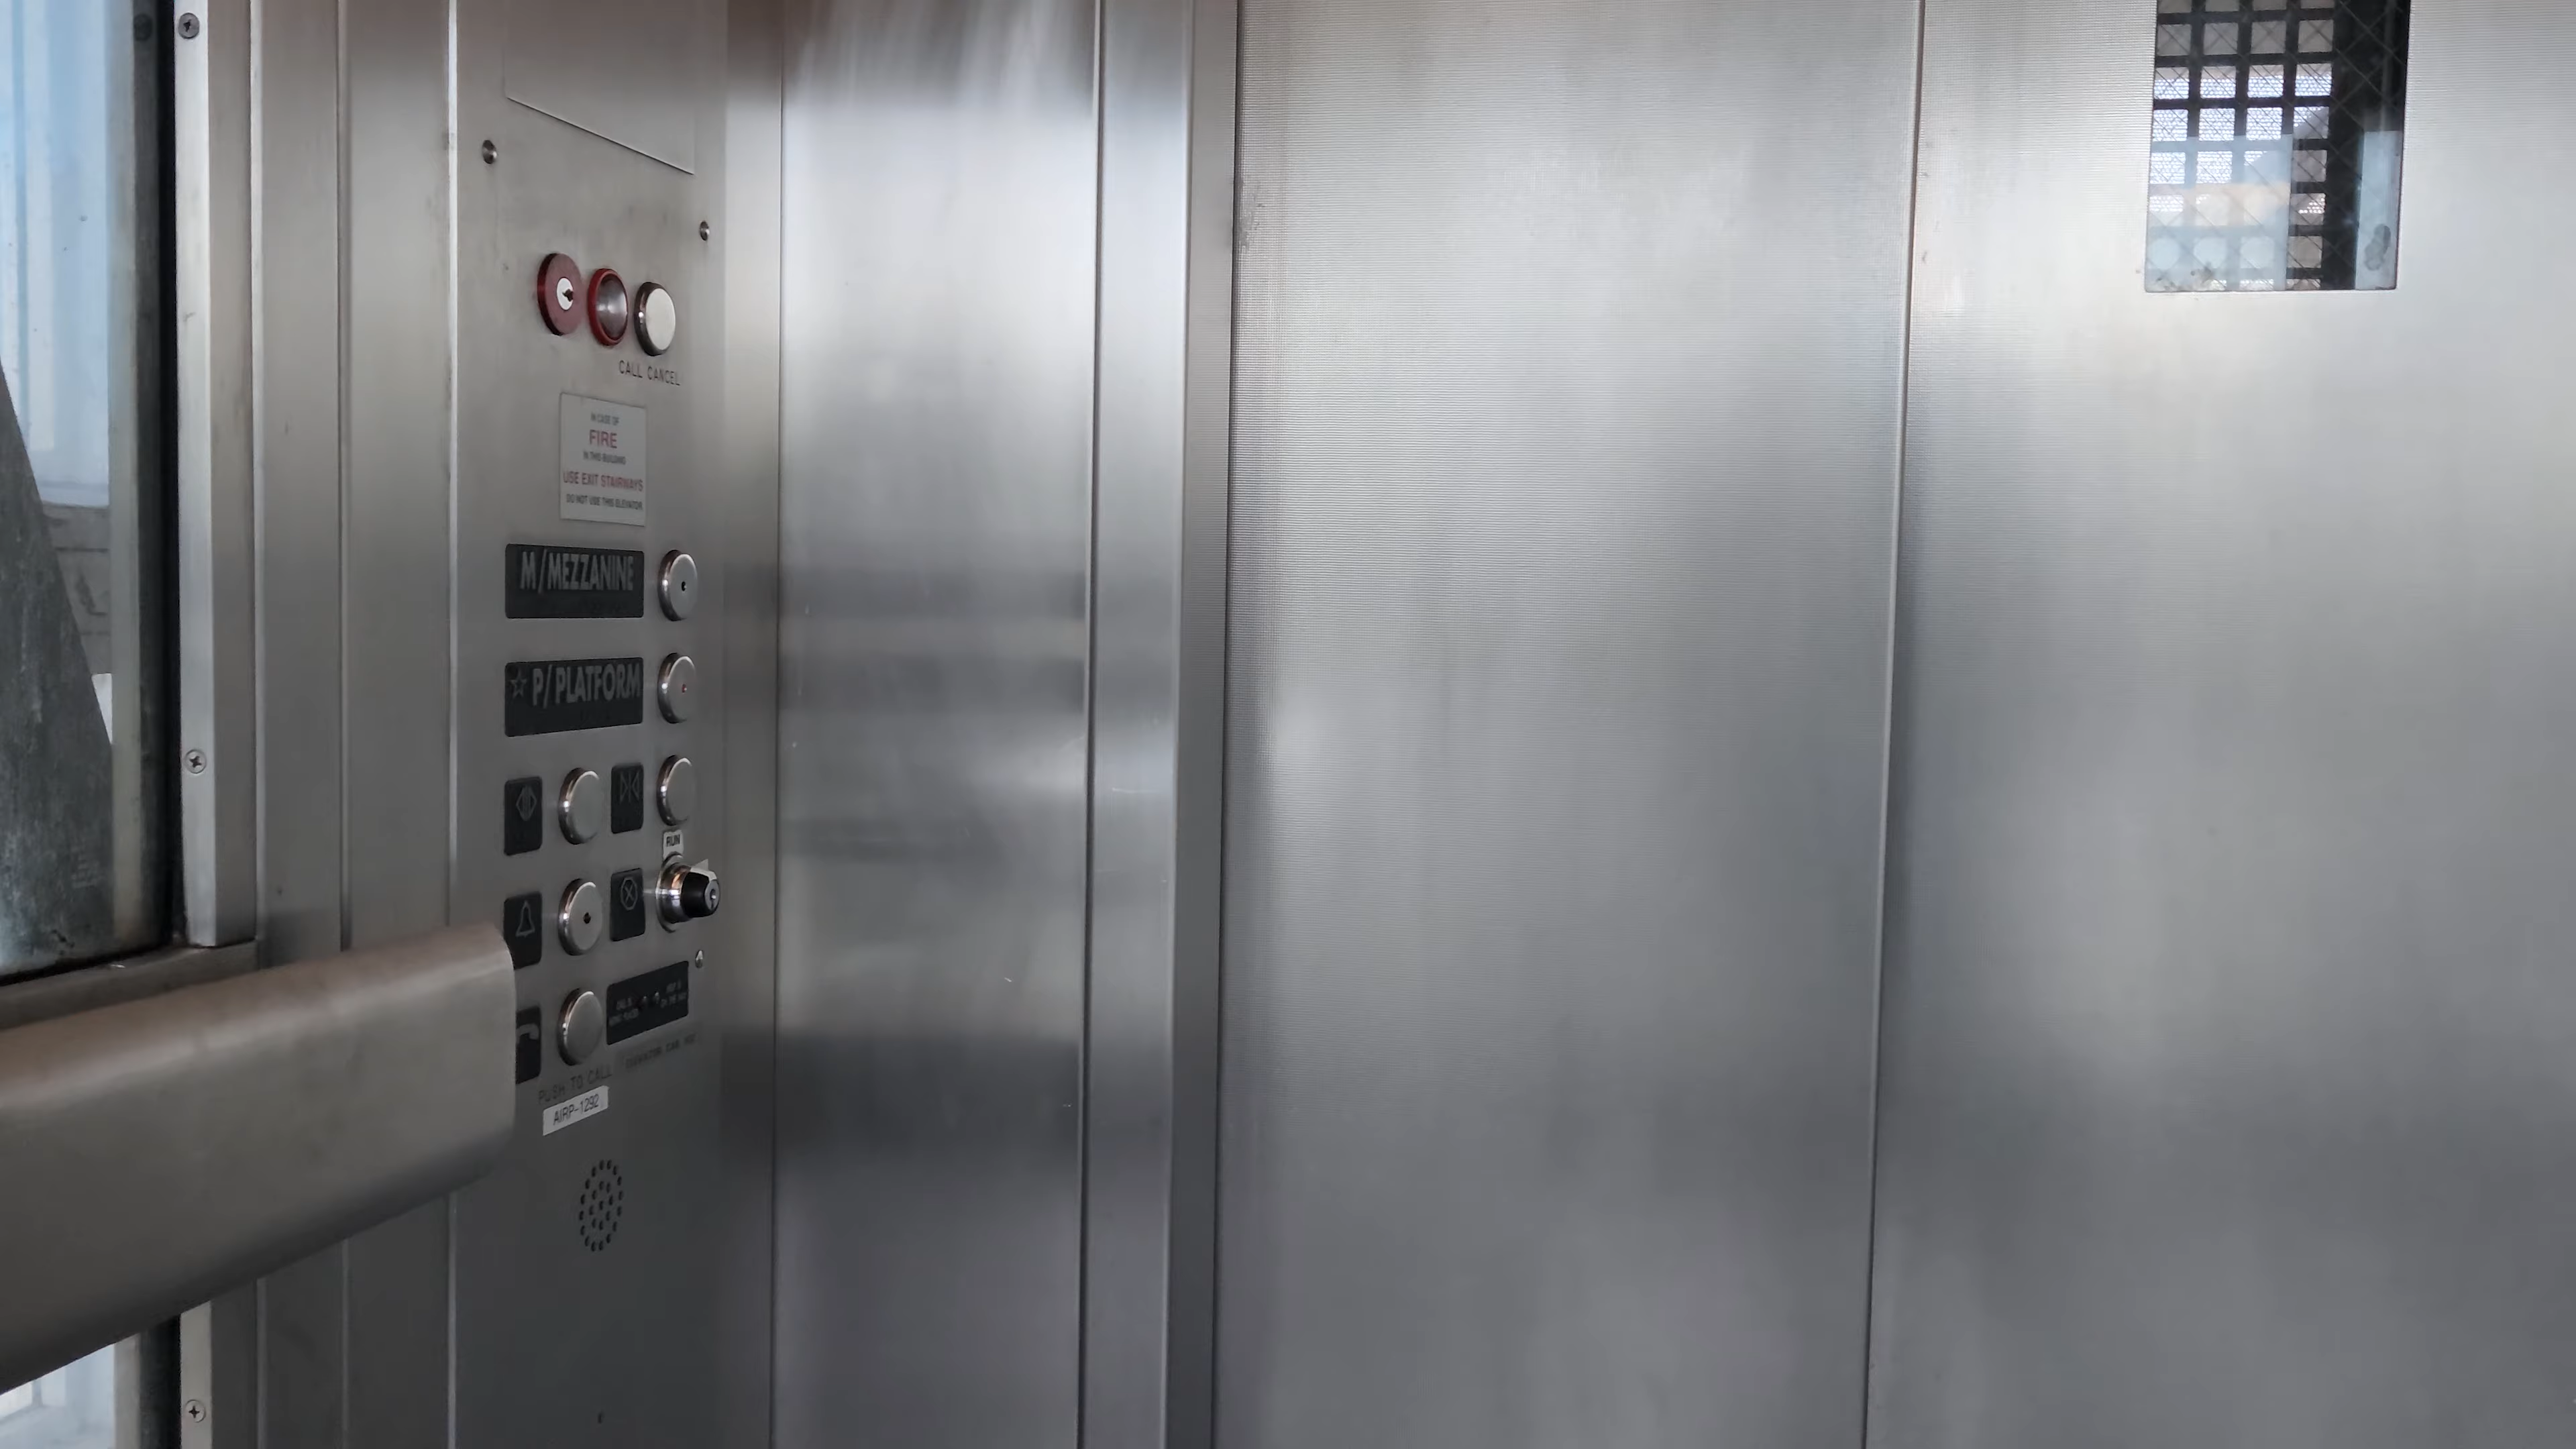 CALL CANCEL
IN CASE OF
FIRE
IN THIS BUILDING
USE EXIT STAIRWAYS
DO NOT USE THIS ELEVATOR
M/MEZZANINE
☆ P/PLATFORM
RUN
PUSH TO CALL
AIRP-1292